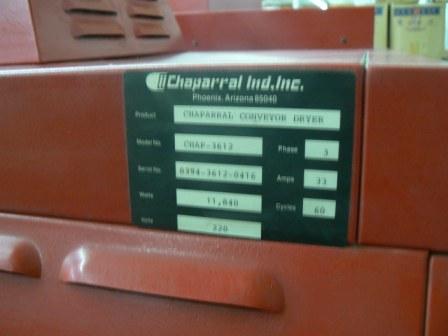 Chaparral Ind., Inc.
Phoenix, Arizona 85040
Product CHAPARRAL CONVEYOR DRYER
Model No. CHAP-3612 Phase 3
Serial No. 0394-3612-0416 Amps 33
Watts 11,840 Cycles 60
Volts 220